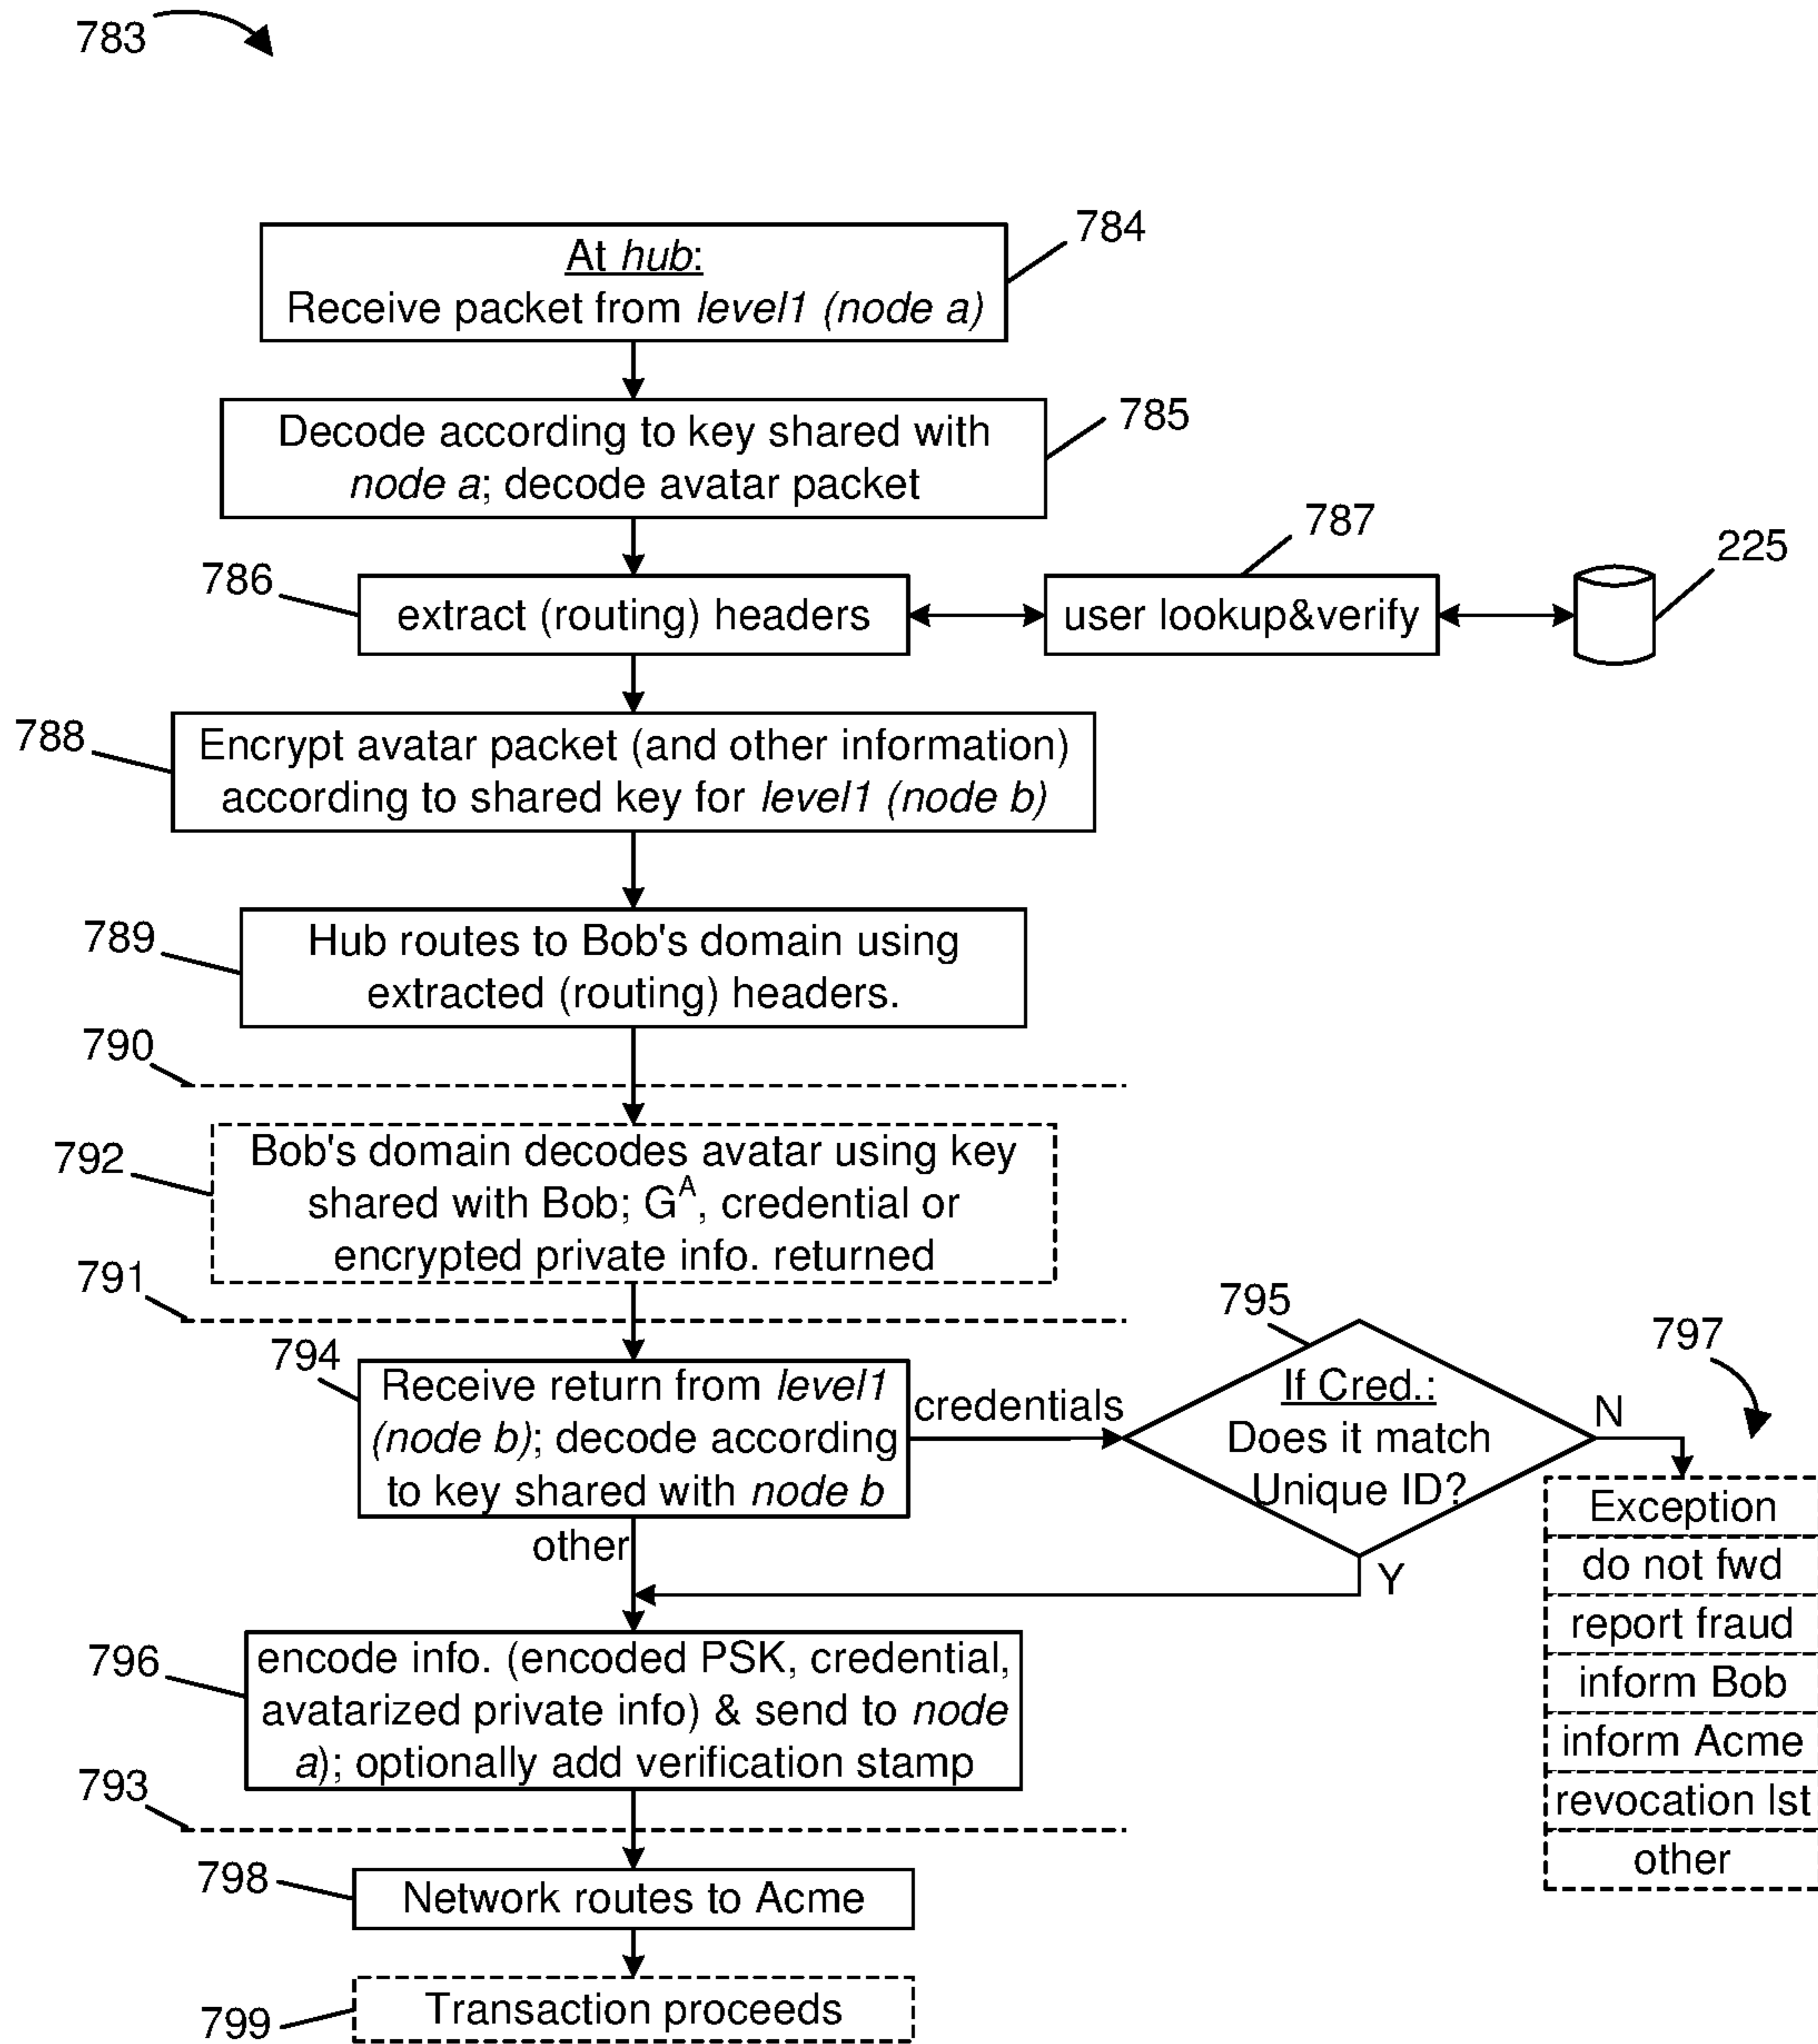 783
784
At hub:
Receive packet from level1 (node a)
785
Decode according to key shared with
node a; decode avatar packet
787
225
786
extract (routing) headers
user lookup&verify
788
Encrypt avatar packet (and other information)
according to shared key for level1 (node b)
789
Hub routes to Bob's domain using
extracted (routing) headers.
790
792
Bob's domain decodes avatar using key
shared with Bob; G^A, credential or
encrypted private info. returned
791
794
Receive return from level1
(node b); decode according
to key shared with node b
credentials
other
795
If Cred.:
Does it match
Unique ID?
N
Y
797
Exception
do not fwd
report fraud
inform Bob
inform Acme
revocation lst
other
796
encode info. (encoded PSK, credential,
avatarized private info) & send to node
a); optionally add verification stamp
793
798
Network routes to Acme
799
Transaction proceeds